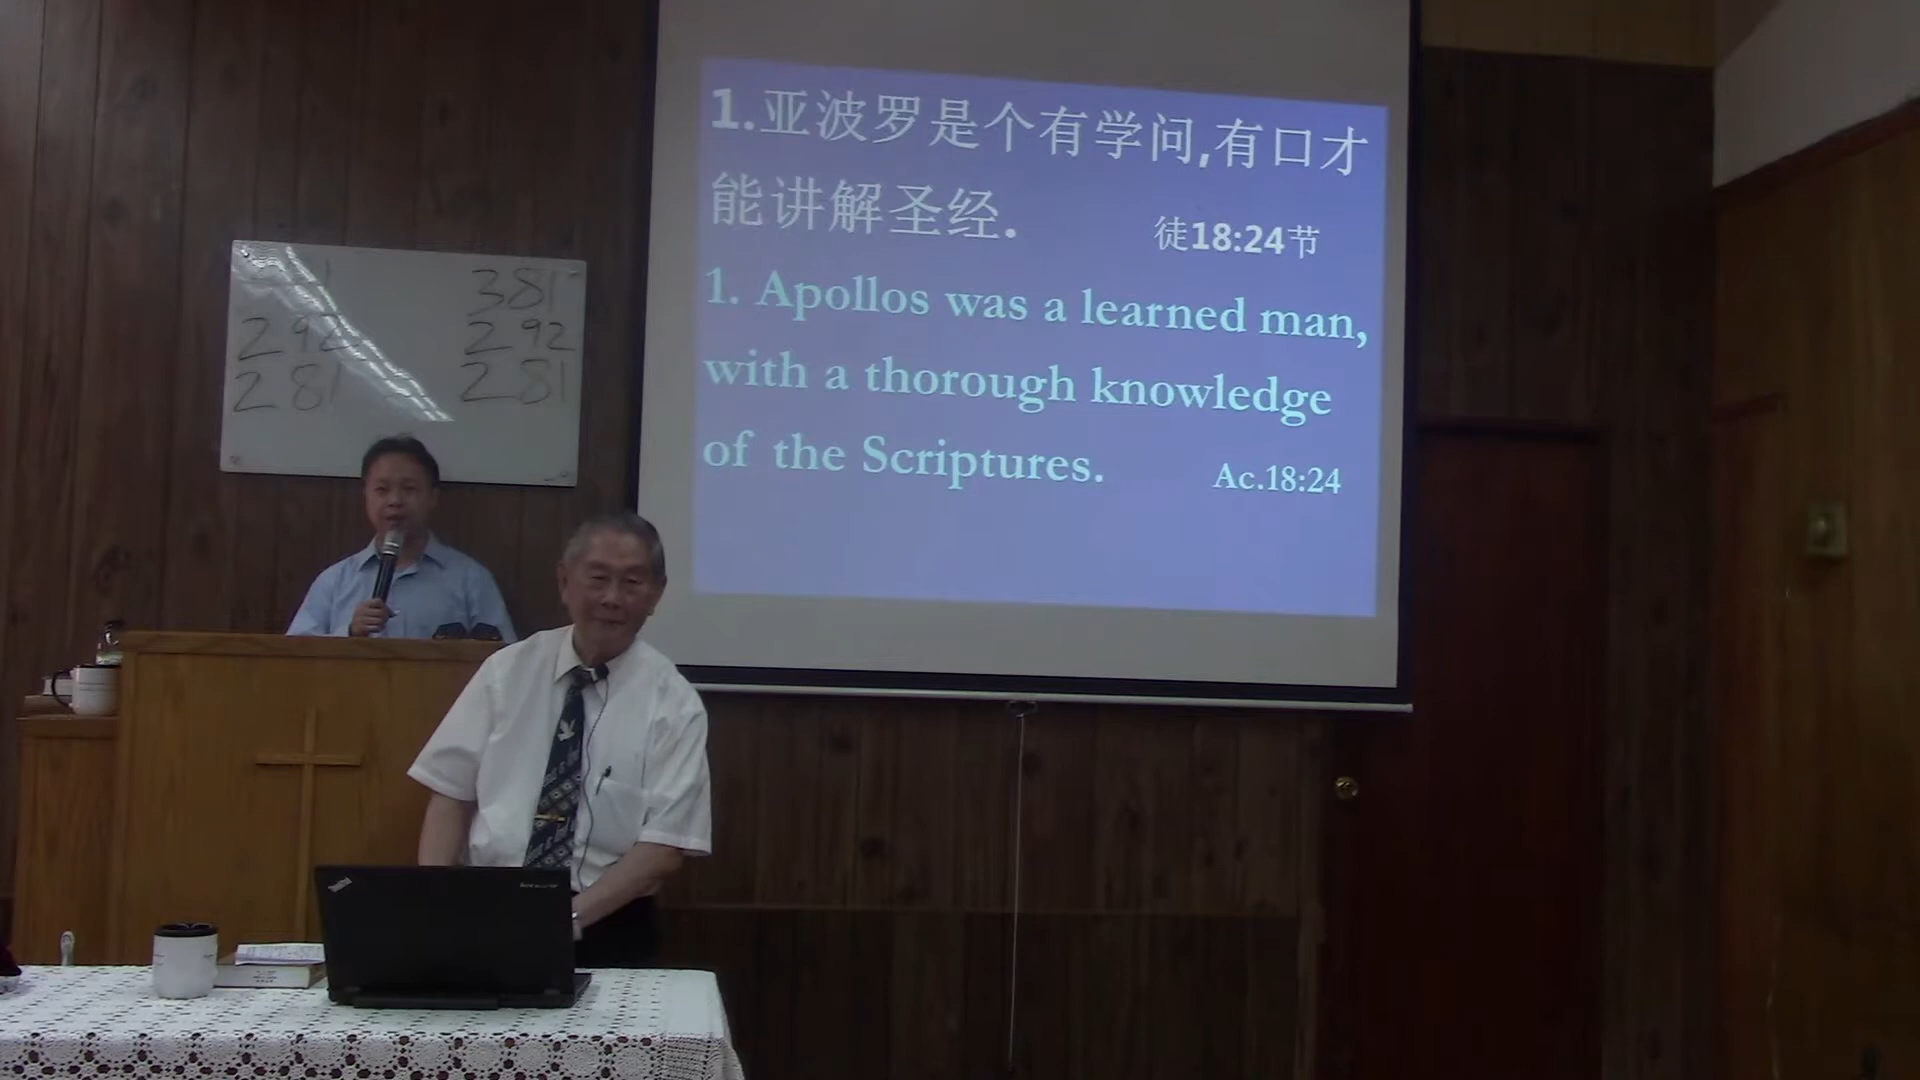 1.亚波罗是个有学问,有口才
能讲解圣经.
徒18:24节
1. Apollos was a learned man,
with a thorough knowledge
of the Scriptures.
Ac.18:24
381
292
292
281
281